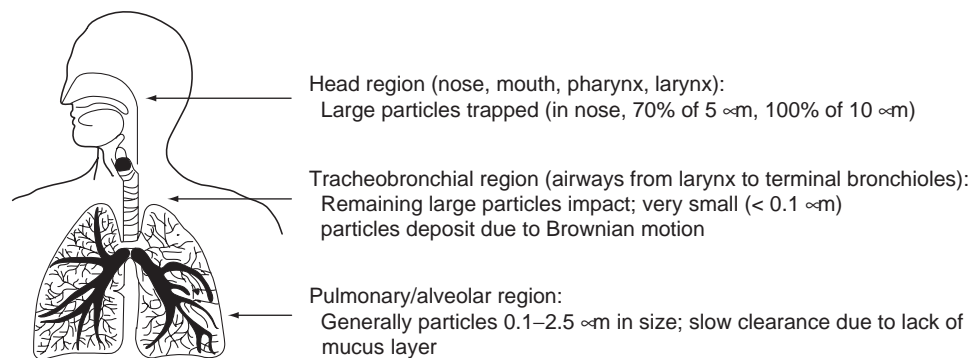 Head region (nose, mouth, pharynx, larynx):
Large particles trapped (in nose, 70% of 5 ∝m, 100% of 10 ∝m)
Tracheobronchial region (airways from larynx to terminal bronchioles):
Remaining large particles impact; very small (< 0.1 ∝m)
particles deposit due to Brownian motion
Pulmonary/alveolar region:
Generally particles 0.1–2.5 ∝m in size; slow clearance due to lack of
mucus layer